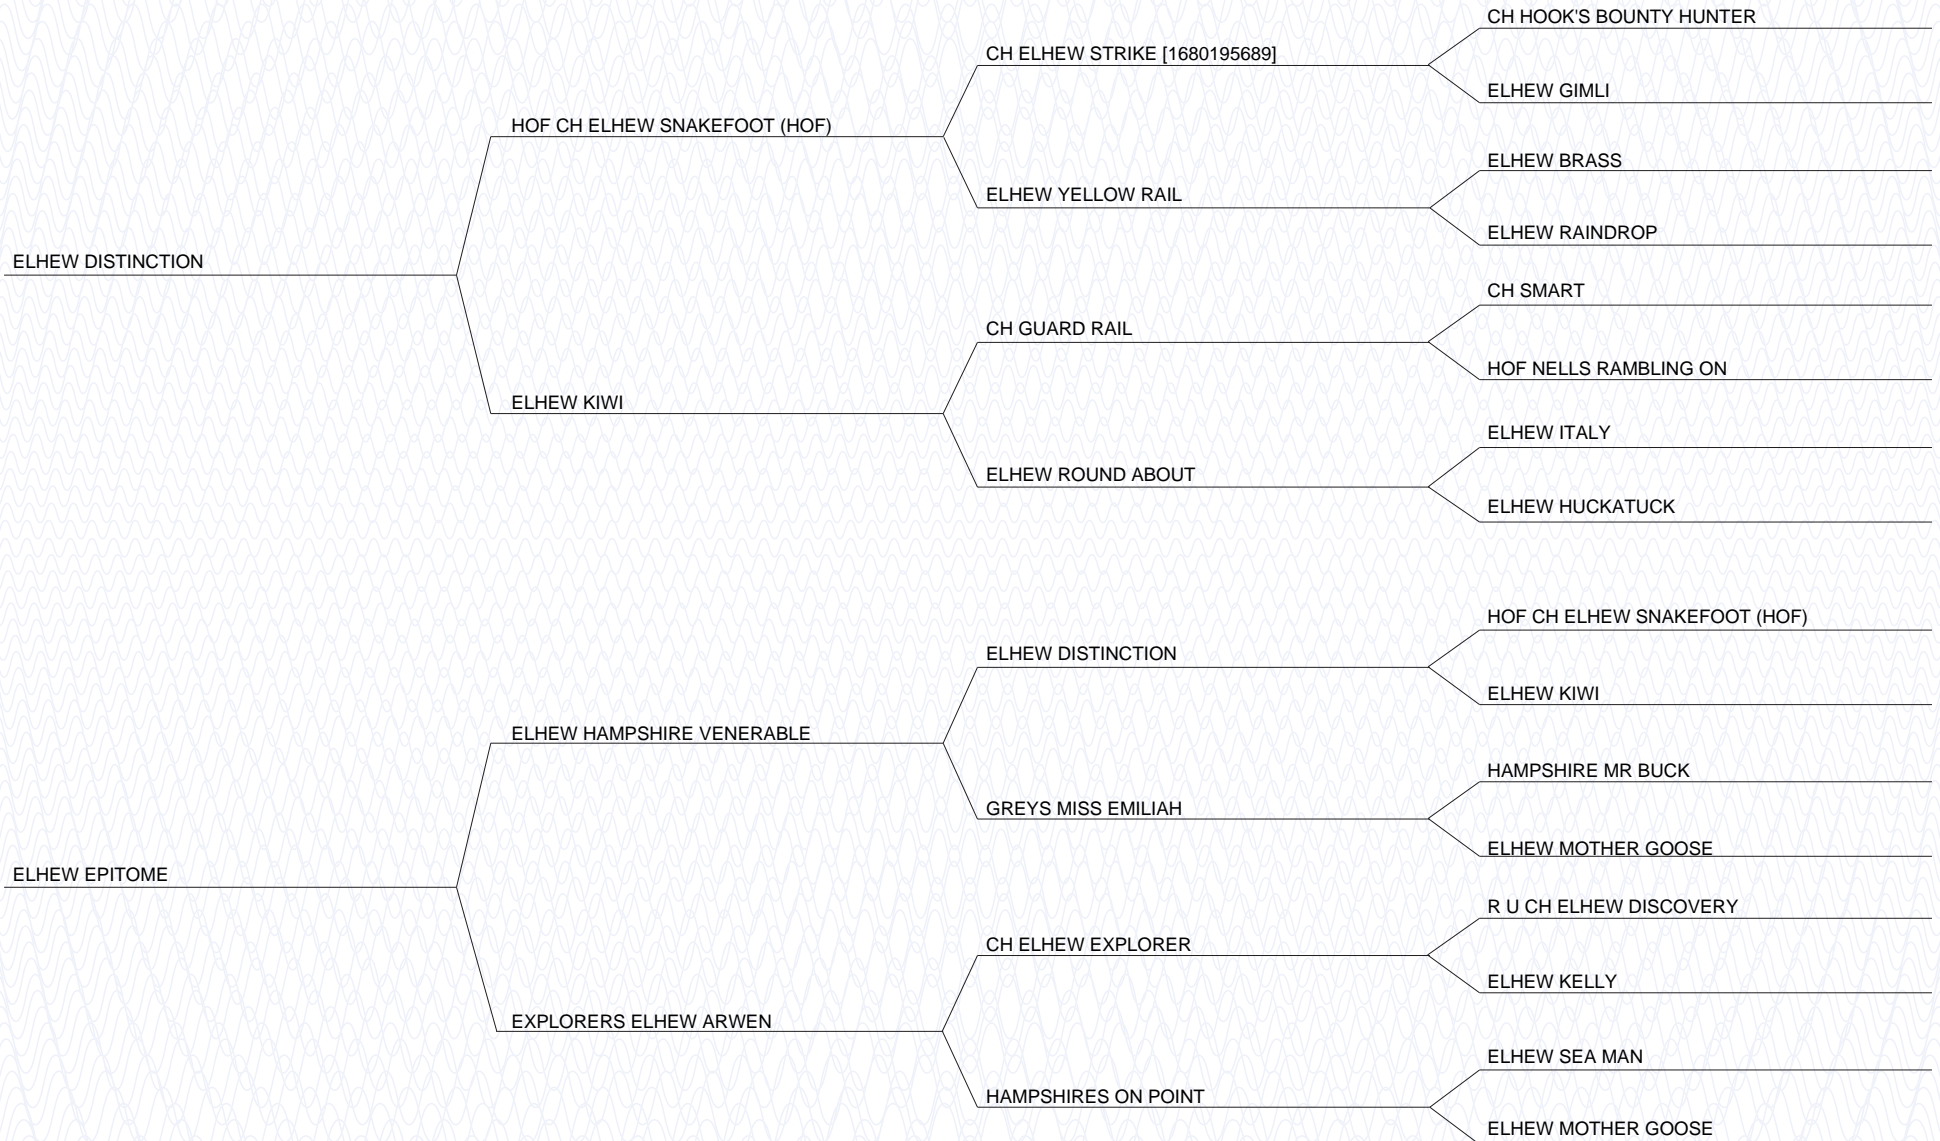 CH HOOK'S BOUNTY HUNTER
CH ELHEW STRIKE [1680195689]
ELHEW GIMLI
HOF CH ELHEW SNAKEFOOT (HOF)
ELHEW BRASS
ELHEW YELLOW RAIL
ELHEW RAINDROP
ELHEW DISTINCTION
CH SMART
CH GUARD RAIL
HOF NELLS RAMBLING ON
ELHEW KIWI
ELHEW ITALY
ELHEW ROUND ABOUT
ELHEW HUCKATUCK
HOF CH ELHEW SNAKEFOOT (HOF)
ELHEW DISTINCTION
ELHEW KIWI
ELHEW HAMPSHIRE VENERABLE
HAMPSHIRE MR BUCK
GREYS MISS EMILIAH
ELHEW MOTHER GOOSE
ELHEW EPITOME
R U CH ELHEW DISCOVERY
CH ELHEW EXPLORER
ELHEW KELLY
EXPLORERS ELHEW ARWEN
ELHEW SEA MAN
HAMPSHIRES ON POINT
ELHEW MOTHER GOOSE